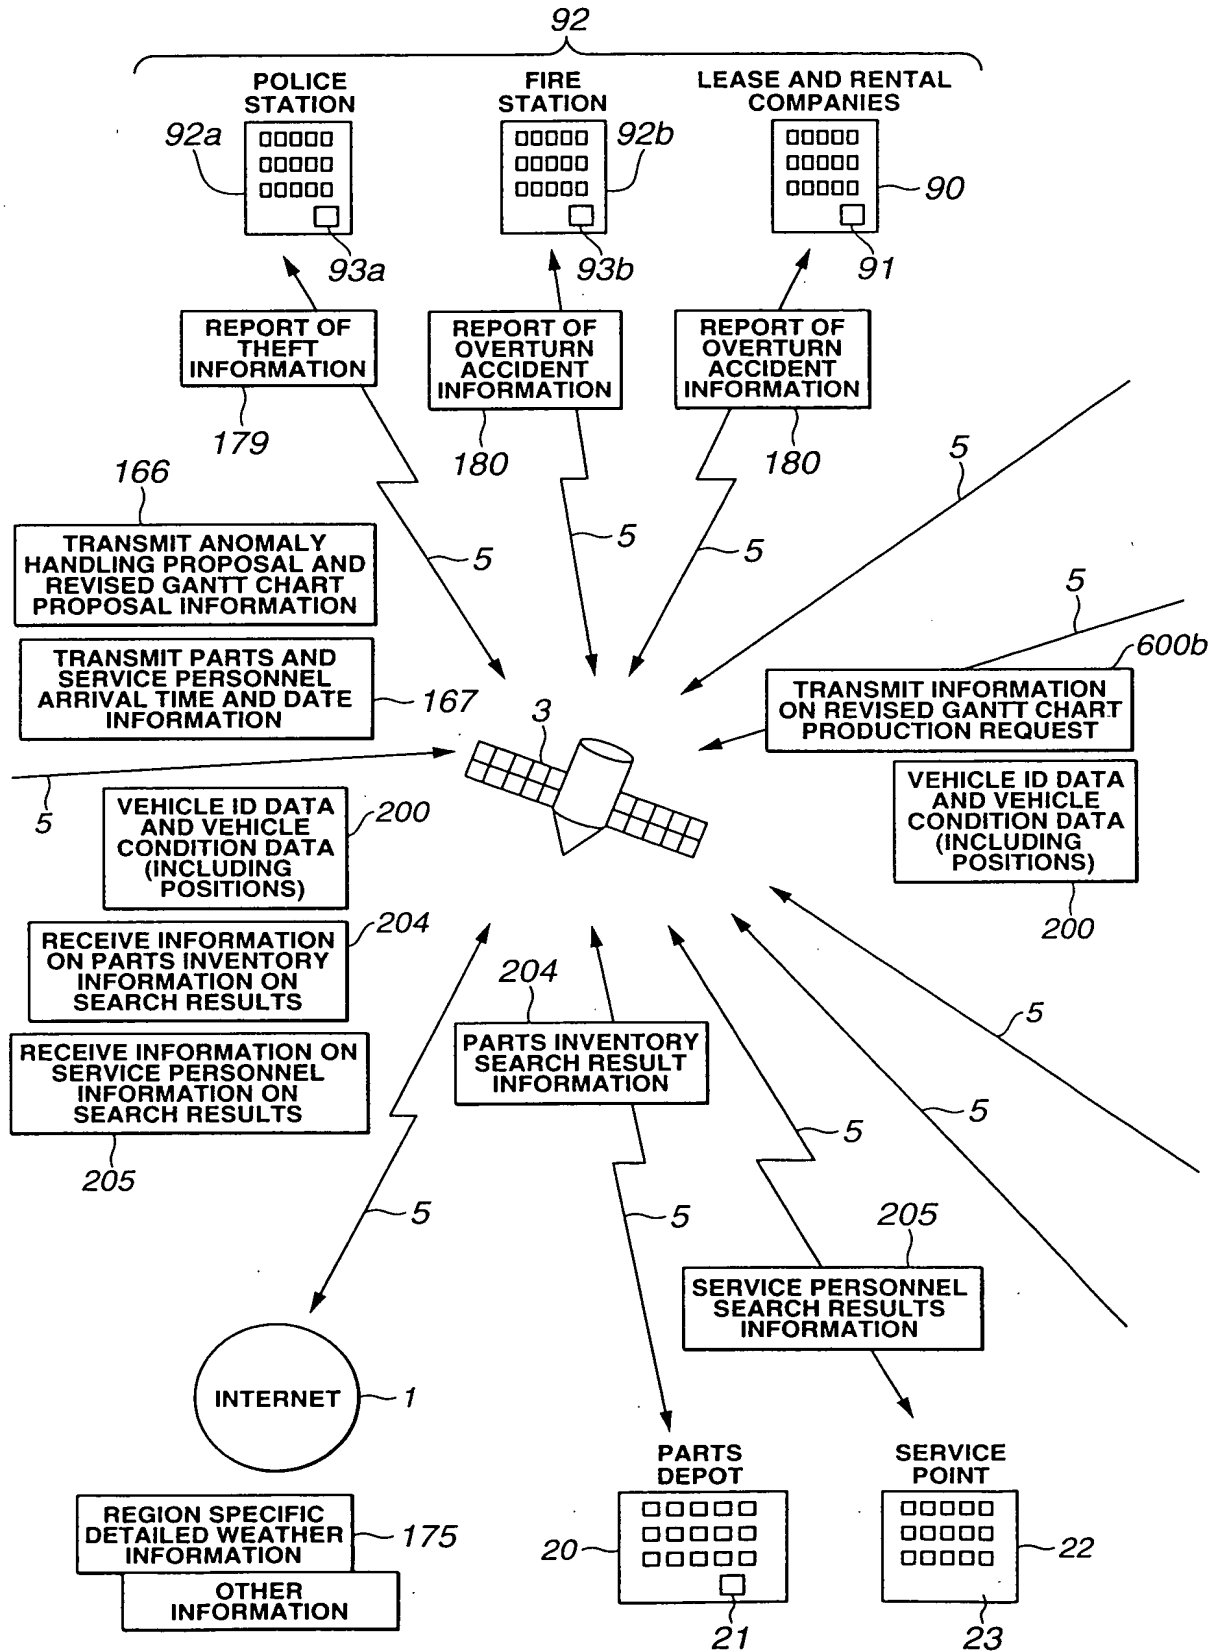 92
POLICE
STATION
FIRE
STATION
LEASE AND RENTAL
COMPANIES
92a
92b
90
93a
93b
91
REPORT OF
THEFT
INFORMATION
REPORT OF
OVERTURN
ACCIDENT
INFORMATION
REPORT OF
OVERTURN
ACCIDENT
INFORMATION
179
180
180
5
166
5
5
5
5
TRANSMIT ANOMALY
HANDLING PROPOSAL AND
REVISED GANTT CHART
PROPOSAL INFORMATION
600b
TRANSMIT PARTS AND
SERVICE PERSONNEL
ARRIVAL TIME AND DATE
INFORMATION
167
TRANSMIT INFORMATION
ON REVISED GANTT CHART
PRODUCTION REQUEST
3
5
VEHICLE ID DATA
AND VEHICLE
CONDITION DATA
(INCLUDING
POSITIONS)
200
VEHICLE ID DATA
AND VEHICLE
CONDITION DATA
(INCLUDING
POSITIONS)
200
204
RECEIVE INFORMATION
ON PARTS INVENTORY
INFORMATION ON
SEARCH RESULTS
204
5
RECEIVE INFORMATION ON
SERVICE PERSONNEL
INFORMATION ON
SEARCH RESULTS
205
PARTS INVENTORY
SEARCH RESULT
INFORMATION
5
5
5
5
205
SERVICE PERSONNEL
SEARCH RESULTS
INFORMATION
INTERNET
1
PARTS
DEPOT
SERVICE
POINT
REGION SPECIFIC
DETAILED WEATHER
INFORMATION
175
OTHER
INFORMATION
20
22
21
23